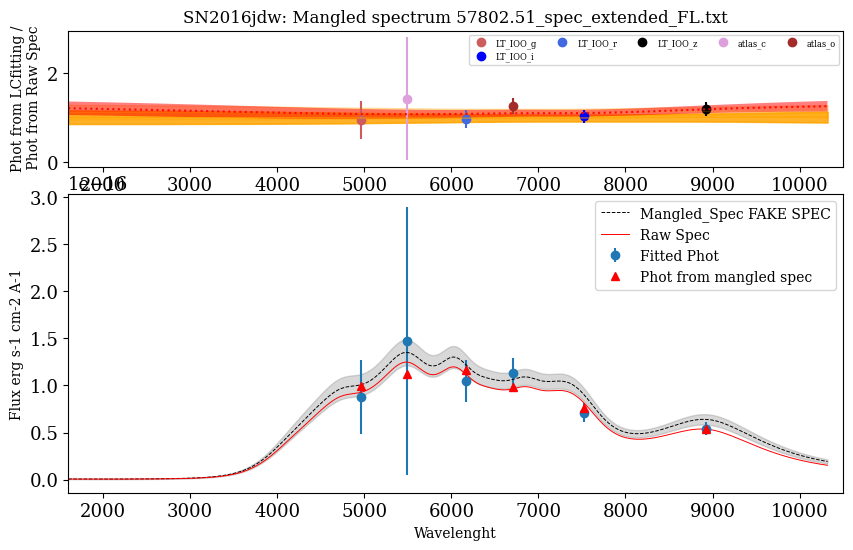 SN2016jdw: Mangled spectrum 57802.51_spec_extended_FL.txt
Phot from LCfitting /
Phot from Raw Spec
2
0
LT_IOO_g LT_IOO_r LT_IOO_z atlas_c atlas_o
LT_IOO_i
2000 3000 4000 5000 6000 7000 8000 9000 10000
1e−16
Flux erg s-1 cm-2 A-1
3.0
2.5
2.0
1.5
1.0
0.5
0.0
Mangled_Spec FAKE SPEC
Raw Spec
Fitted Phot
Phot from mangled spec
2000 3000 4000 5000 6000 7000 8000 9000 10000
Wavelenght